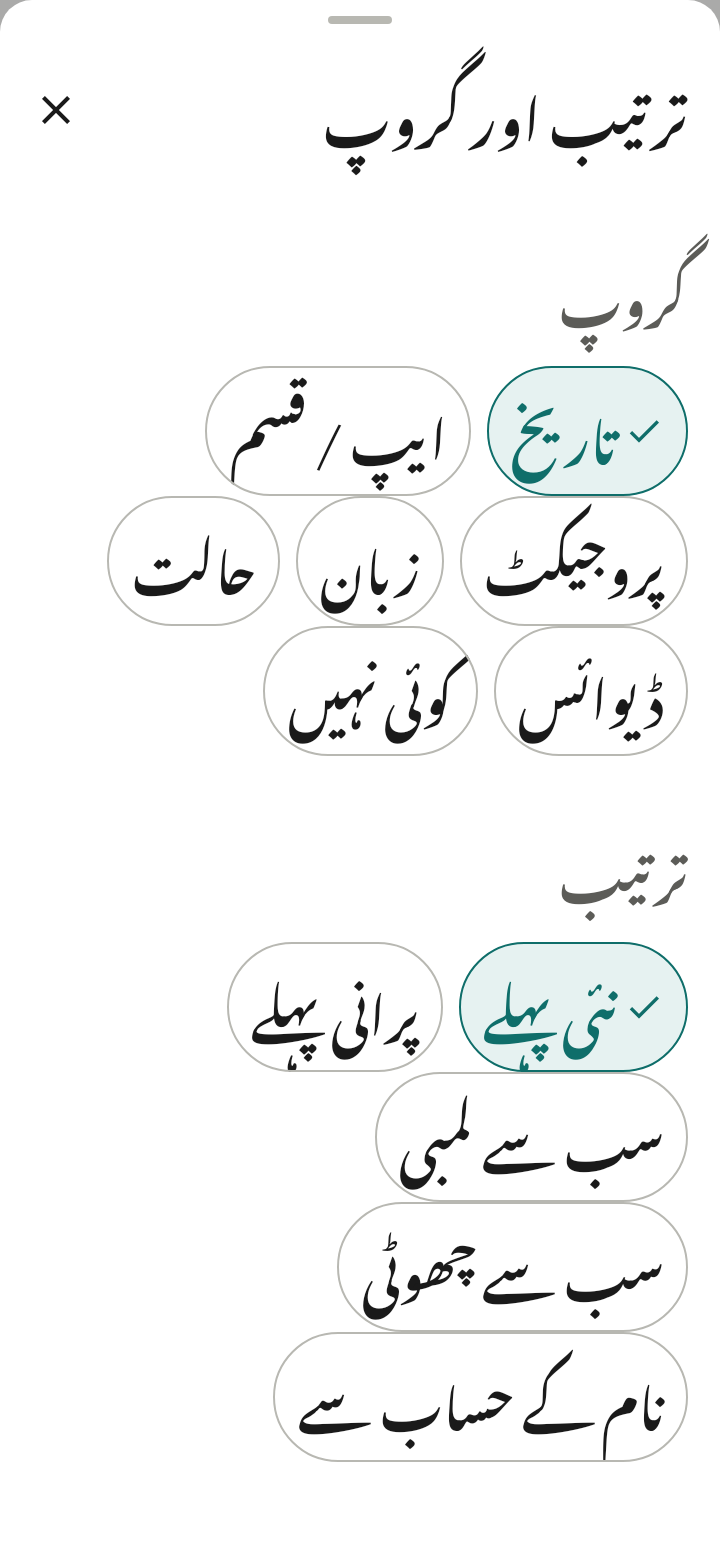 ترتیب اور گروپ
گروپ
تاریخ ایپ / قسم
پروجیکٹ زبان حالت
ڈیوائس کوئی نہیں
ترتیب
نئی پہلے پرانی پہلے
سب سے لمبی
سب سے چھوٹی
نام کے حساب سے